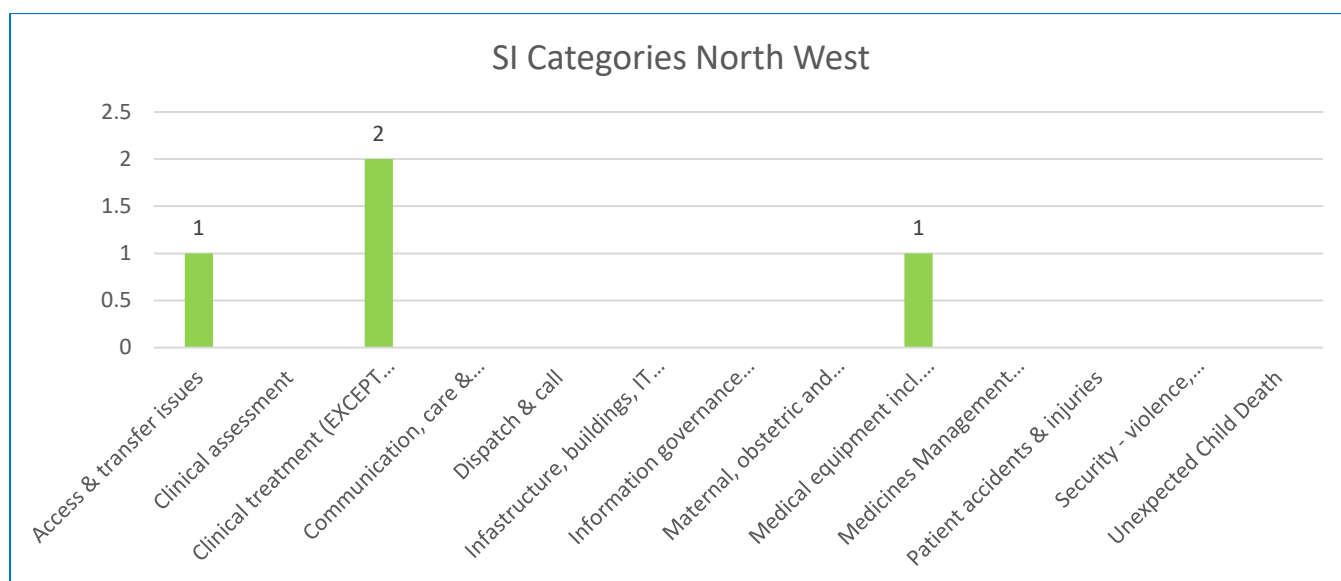 SI Categories North West
2.5
2
1.5
1
0.5
0
1
2
1
Access & transfer issues
Clinical assessment
Clinical treatment (EXCEPT...
Communication, care &...
Dispatch & call
Infastructure, buildings, IT...
Information governance...
Maternal, obstetric and...
Medical equipment incl....
Medicines Management...
Patient accidents & injuries
Security - violence,...
Unexpected Child Death